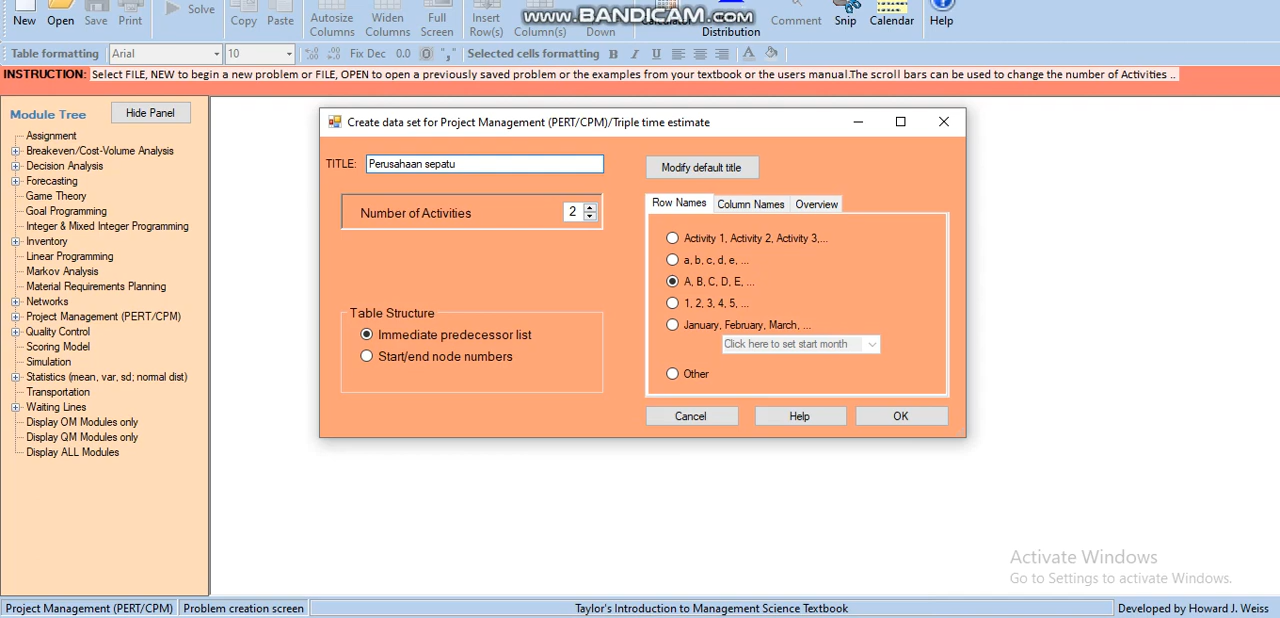 www.BANDICAM.com
New
Open
Save
Print
Solve
Copy
Paste
Autosize Columns
Widen Columns
Full Screen
Insert Row(s)
Column(s)
Down
Distribution
Comment
Snip
Calendar
Help
Table formatting
Arial
10
Fix Dec
0.0
0
","
Selected cells formatting
B
I
U
A
INSTRUCTION: Select FILE, NEW to begin a new problem or FILE, OPEN to open a previously saved problem or the examples from your textbook or the users manual.The scroll bars can be used to change the number of Activities ..
Module Tree
Hide Panel
Assignment
Breakeven/Cost-Volume Analysis
Decision Analysis
Forecasting
Game Theory
Goal Programming
Integer & Mixed Integer Programming
Inventory
Linear Programming
Markov Analysis
Material Requirements Planning
Networks
Project Management (PERT/CPM)
Quality Control
Scoring Model
Simulation
Statistics (mean, var, sd; normal dist)
Transportation
Waiting Lines
Display OM Modules only
Display QM Modules only
Display ALL Modules
Create data set for Project Management (PERT/CPM)/Triple time estimate
TITLE:
Perusahaan sepatu
Modify default title
Number of Activities
2
Row Names
Column Names
Overview
Activity 1, Activity 2, Activity 3,...
a, b, c, d, e, ...
A, B, C, D, E, ...
1, 2, 3, 4, 5, ...
January, February, March, ...
Click here to set start month
Other
Table Structure
Immediate predecessor list
Start/end node numbers
Cancel
Help
OK
Activate Windows
Go to Settings to activate Windows.
Project Management (PERT/CPM)
Problem creation screen
Taylor's Introduction to Management Science Textbook
Developed by Howard J. Weiss